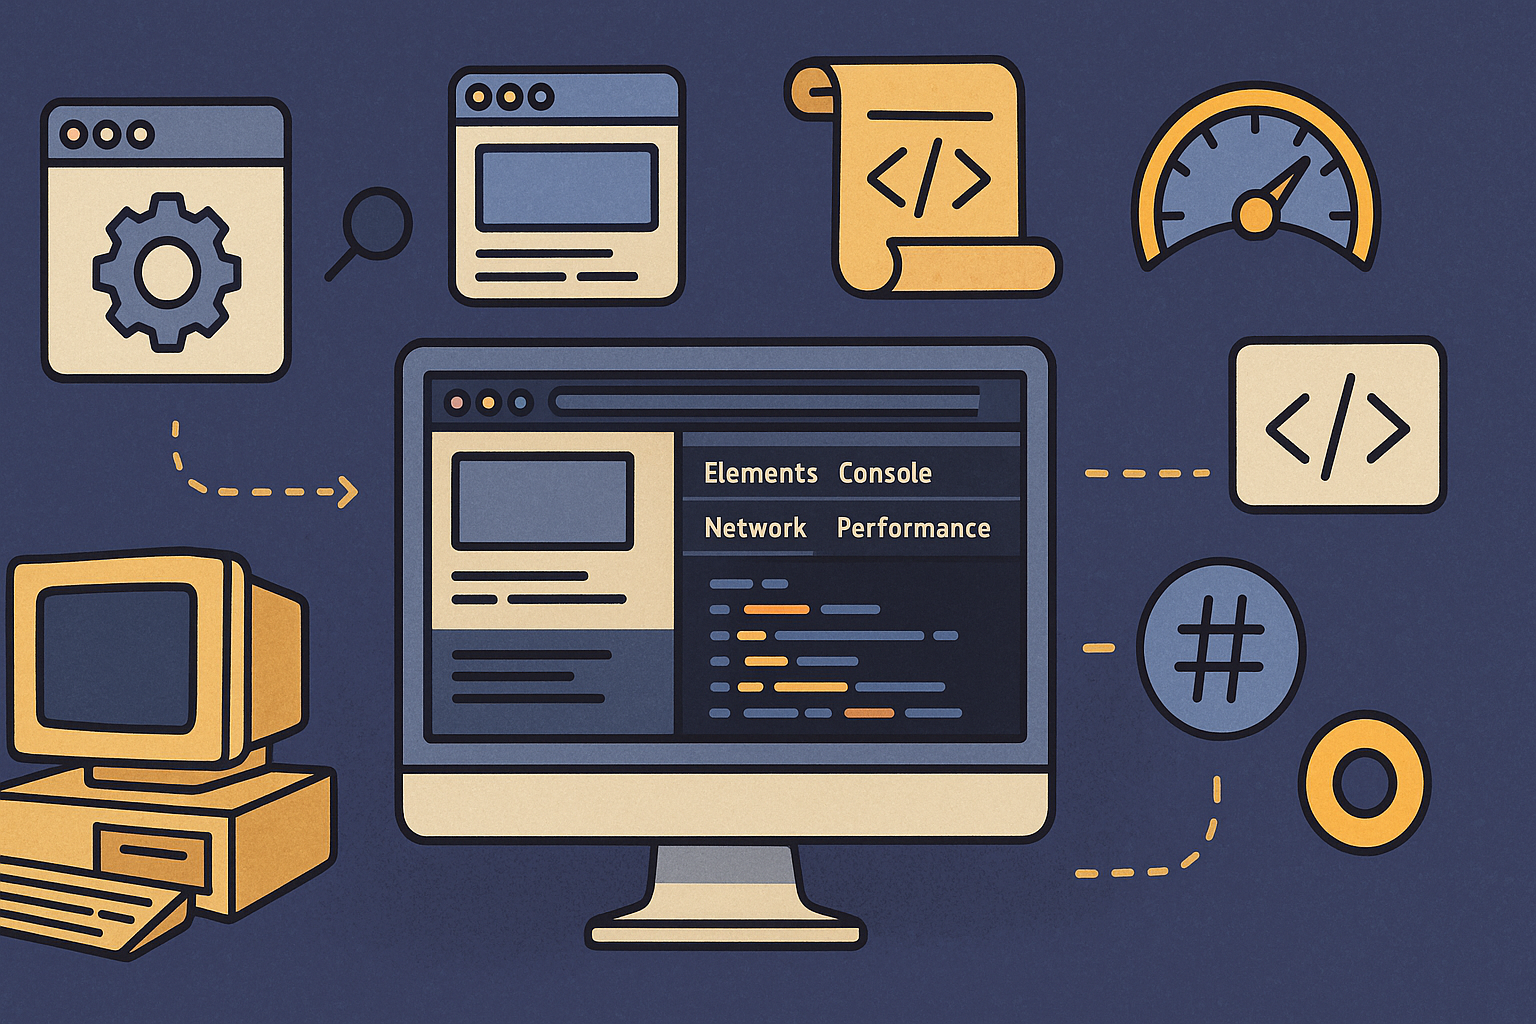 </>
Elements Console
Network Performance
</>
#